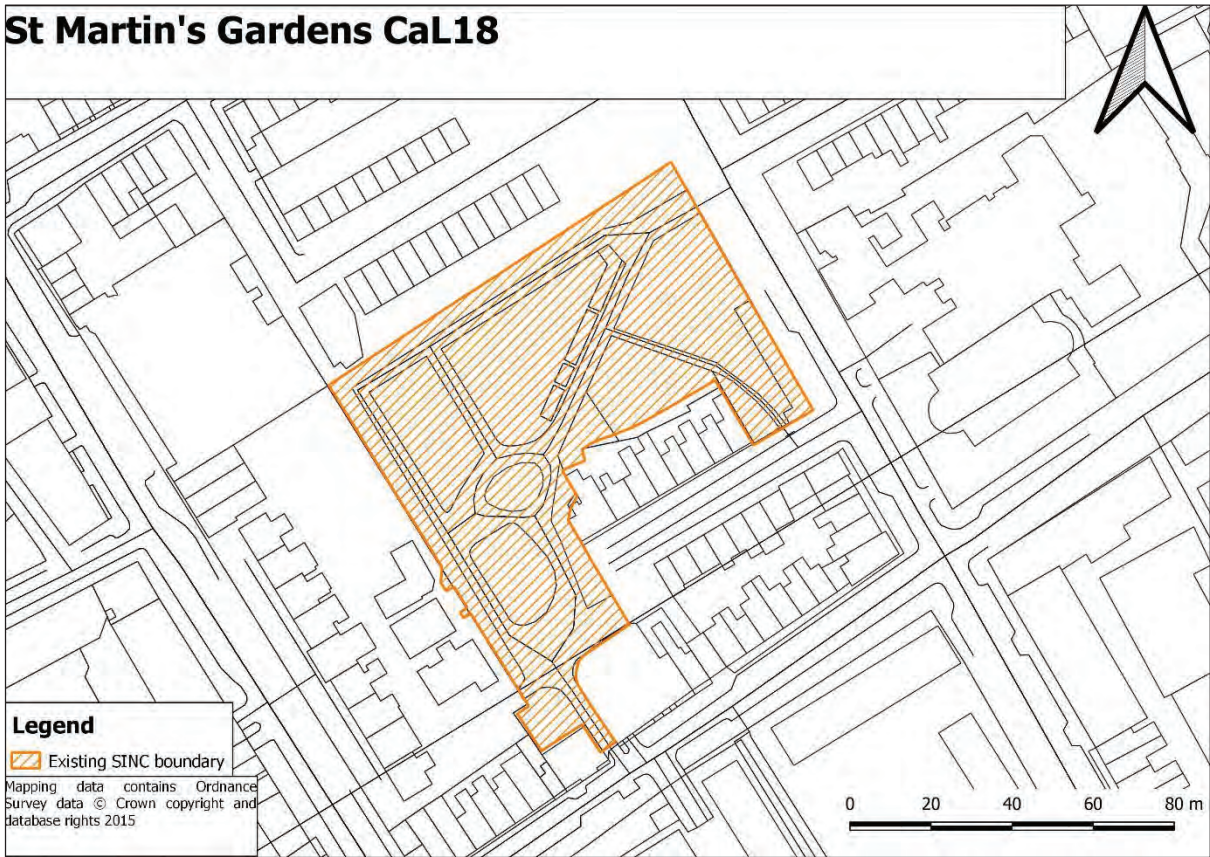 St Martin's Gardens CaL18
Legend
Existing SINC boundary
Mapping data contains Ordnance
Survey data © Crown copyright and
database rights 2015
0 20 40 60 80 m